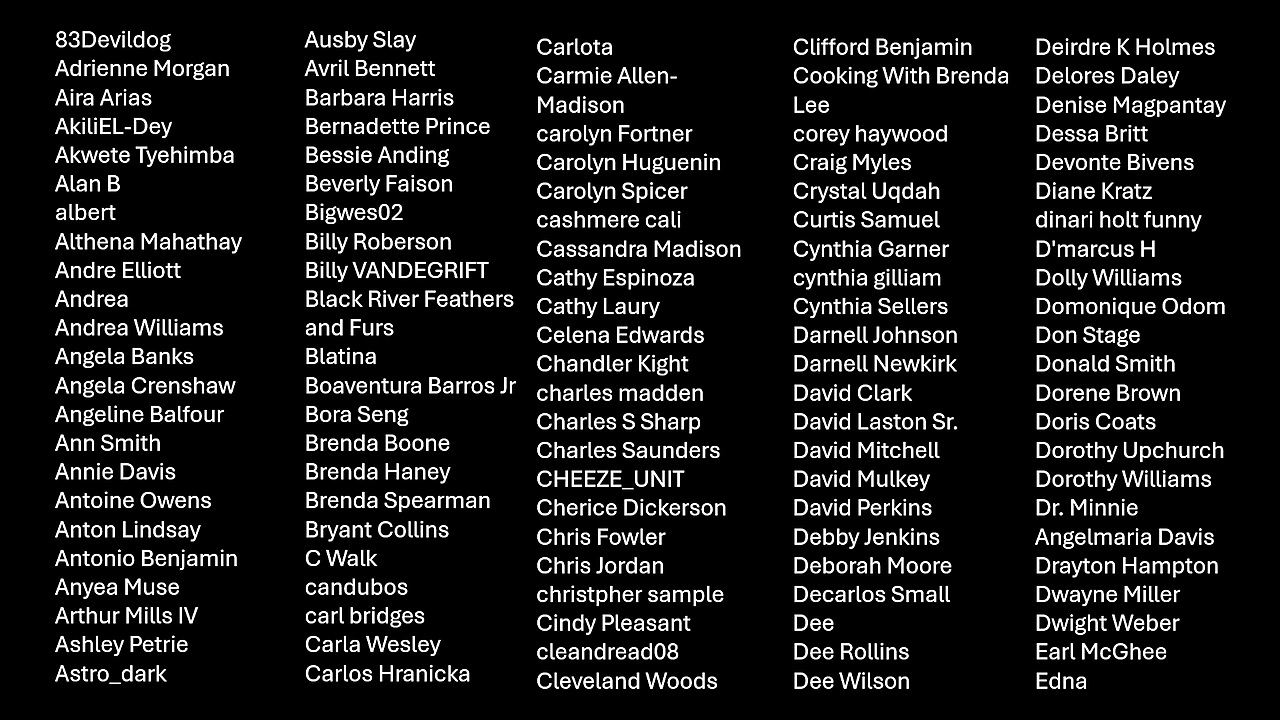 83Devildog
Adrienne Morgan
Aira Arias
AkiliEL-Dey
Akwete Tyehimba
Alan B
albert
Althena Mahathay
Andre Elliott
Andrea
Andrea Williams
Angela Banks
Angela Crenshaw
Angeline Balfour
Ann Smith
Annie Davis
Antoine Owens
Anton Lindsay
Antonio Benjamin
Anyea Muse
Arthur Mills IV
Ashley Petrie
Astro_dark
Ausby Slay
Avril Bennett
Barbara Harris
Bernadette Prince
Bessie Anding
Beverly Faison
Bigwes02
Billy Roberson
Billy VANDEGRIFT
Black River Feathers
and Furs
Blatina
Boaventura Barros Jr
Bora Seng
Brenda Boone
Brenda Haney
Brenda Spearman
Bryant Collins
C Walk
candubos
carl bridges
Carla Wesley
Carlos Hranicka
Carlota
Carmie Allen-
Madison
carolyn Fortner
Carolyn Huguenin
Carolyn Spicer
cashmere cali
Cassandra Madison
Cathy Espinoza
Cathy Laury
Celena Edwards
Chandler Kight
charles madden
Charles S Sharp
Charles Saunders
CHEEZE_UNIT
Cherice Dickerson
Chris Fowler
Chris Jordan
christpher sample
Cindy Pleasant
cleandread08
Cleveland Woods
Clifford Benjamin
Cooking With Brenda
Lee
corey haywood
Craig Myles
Crystal Uqdah
Curtis Samuel
Cynthia Garner
cynthia gilliam
Cynthia Sellers
Darnell Johnson
Darnell Newkirk
David Clark
David Laston Sr.
David Mitchell
David Mulkey
David Perkins
Debby Jenkins
Deborah Moore
Decarlos Small
Dee
Dee Rollins
Dee Wilson
Deirdre K Holmes
Delores Daley
Denise Magpantay
Dessa Britt
Devonte Bivens
Diane Kratz
dinari holt funny
D'marcus H
Dolly Williams
Domonique Odom
Don Stage
Donald Smith
Dorene Brown
Doris Coats
Dorothy Upchurch
Dorothy Williams
Dr. Minnie
Angelmaria Davis
Drayton Hampton
Dwayne Miller
Dwight Weber
Earl McGhee
Edna